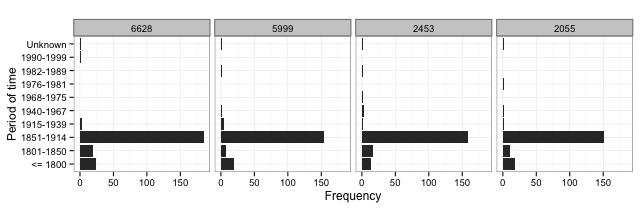 6628 5999 2453 2055
Unknown
1990-1999
1982-1989
1976-1981
1968-1975
1940-1967
1915-1939
1851-1914
1801-1850
<= 1800
Period of time
0 50 100 150 0 50 100 150 0 50 100 150 0 50 100 150
Frequency